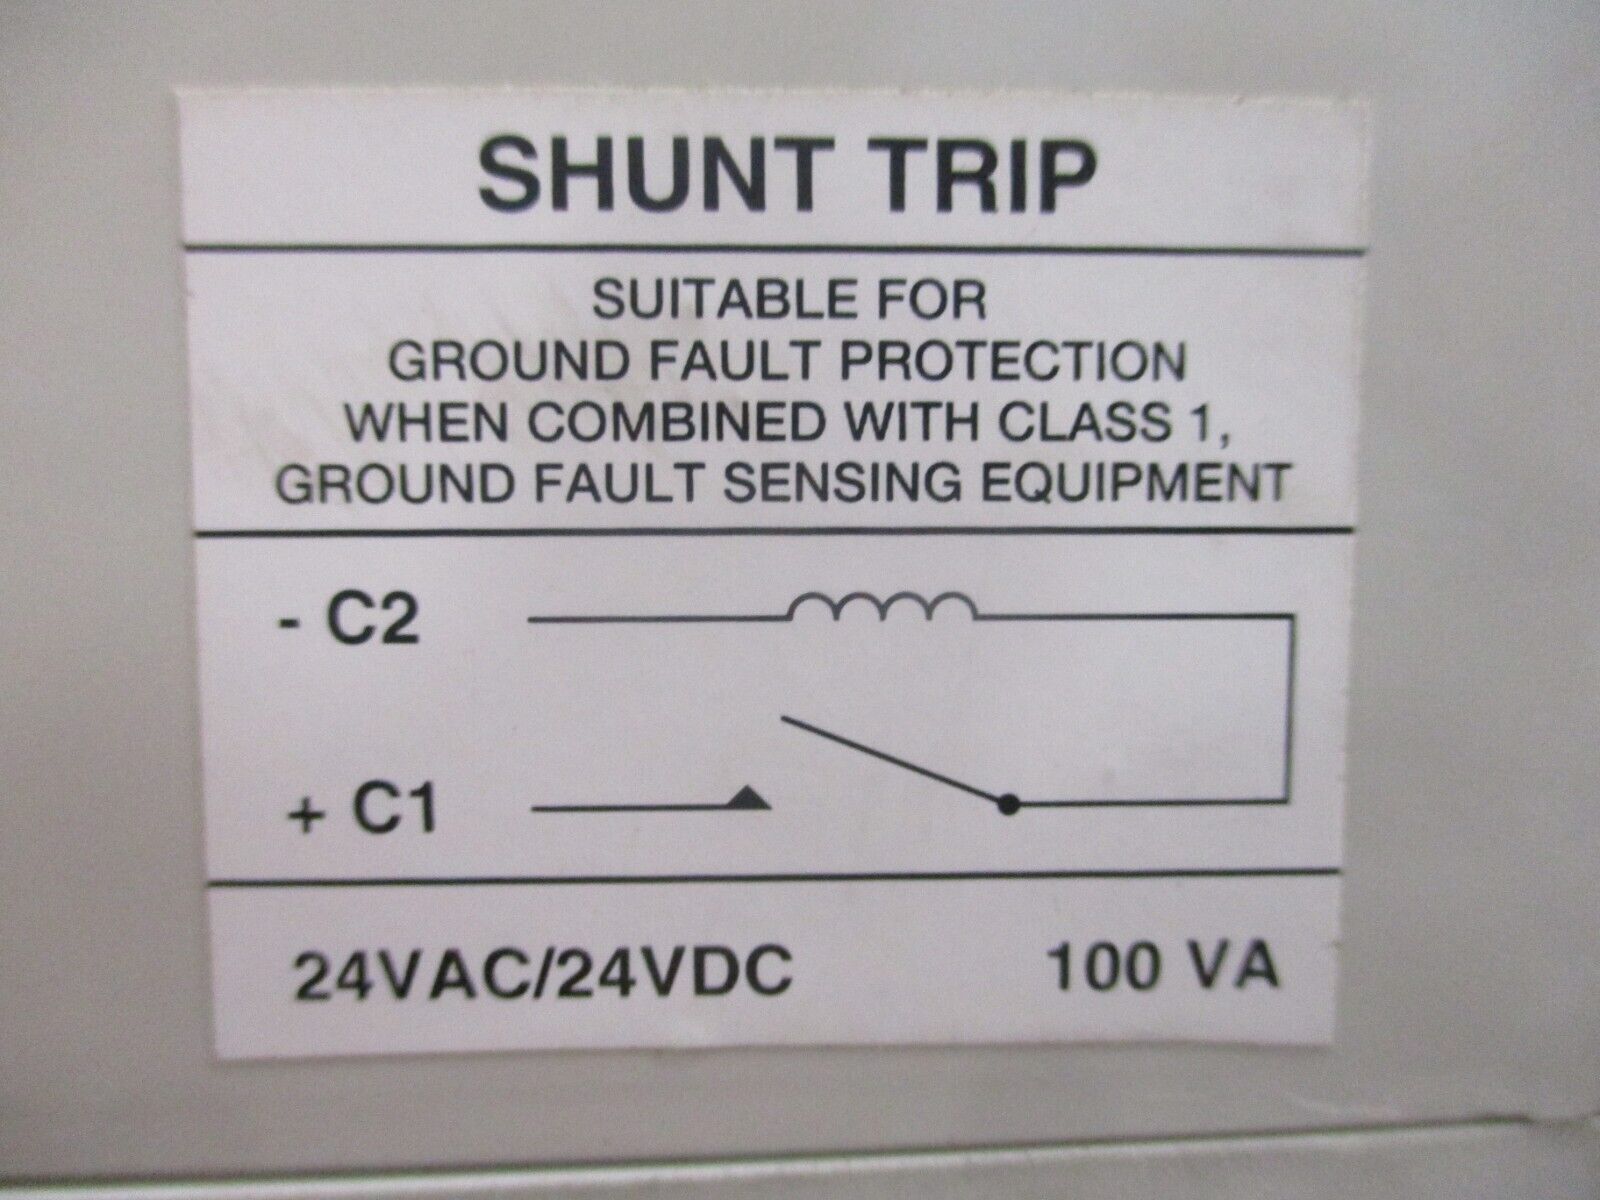 SHUNT TRIP
SUITABLE FOR
GROUND FAULT PROTECTION
WHEN COMBINED WITH CLASS 1,
GROUND FAULT SENSING EQUIPMENT
- C2
+ C1
24VAC/24VDC 100 VA